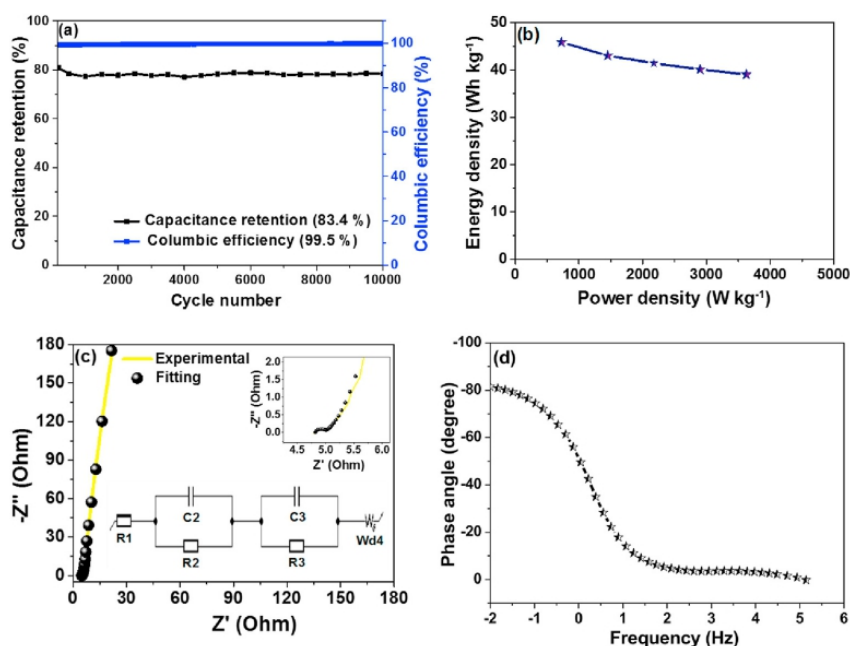 (a)
Capacitance retention (%)
100
80
60
40
20
0
2000
4000
6000
8000
10000
Cycle number
100
80
60
40
20
0
Columbic efficiency (%)
Capacitance retention (83.4 %)
Columbic efficiency (99.5 %)
(b)
Energy density (Wh kg⁻¹)
50
40
30
20
10
0
0
1000
2000
3000
4000
5000
Power density (W kg⁻¹)
(c)
-Z'' (Ohm)
-180
150
120
90
60
30
0
0
30
60
90
120
150
180
Z' (Ohm)
Experimental
Fitting
-Z'' (Ohm)
2.0
1.5
1.0
0.5
0.0
4.5
5.0
5.5
6.0
Z' (Ohm)
R1
C2
R2
C3
R3
Wd4
(d)
Phase angle (degree)
-100
-80
-60
-40
-20
0
-2
-1
0
1
2
3
4
5
6
Frequency (Hz)